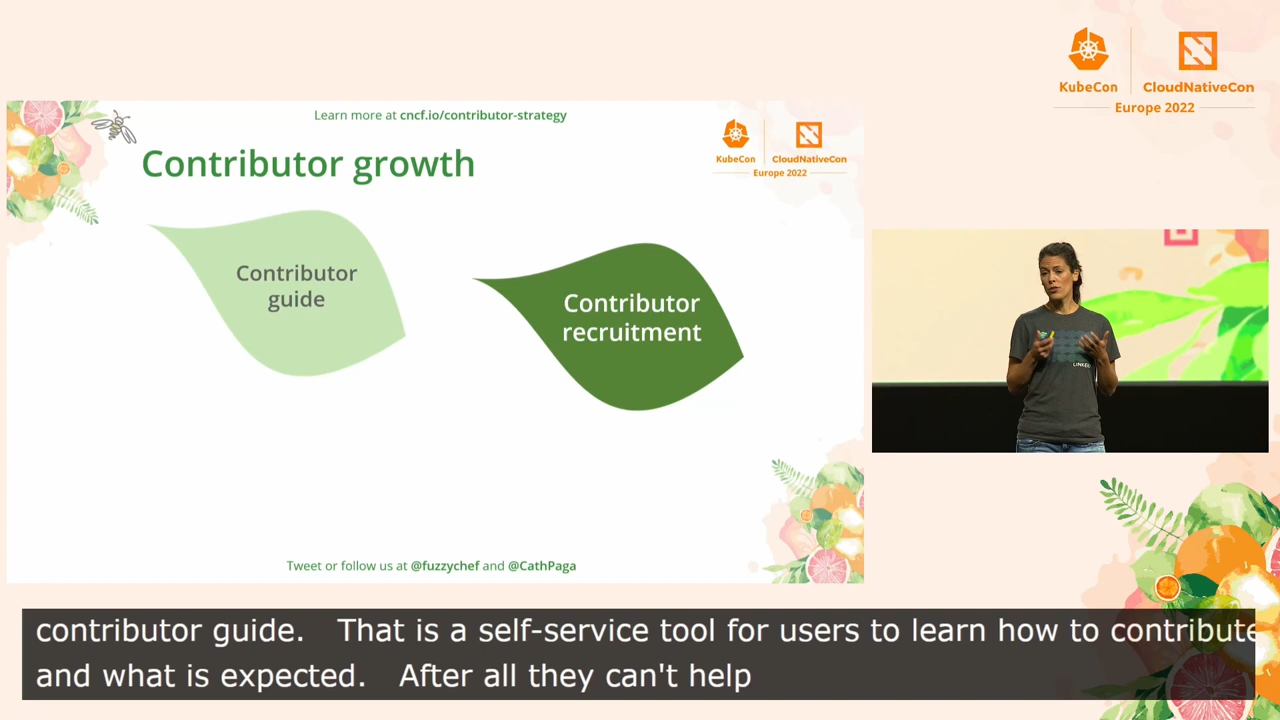 KubeCon
CloudNativeCon
Europe 2022
Learn more at cncf.io/contributor-strategy
Contributor growth
KubeCon
CloudNativeCon
Europe 2022
Contributor
guide
Contributor
recruitment
Tweet or follow us at @fuzzychef and @CathPaga
contributor guide. That is a self-service tool for users to learn how to contribute
and what is expected. After all they can't help